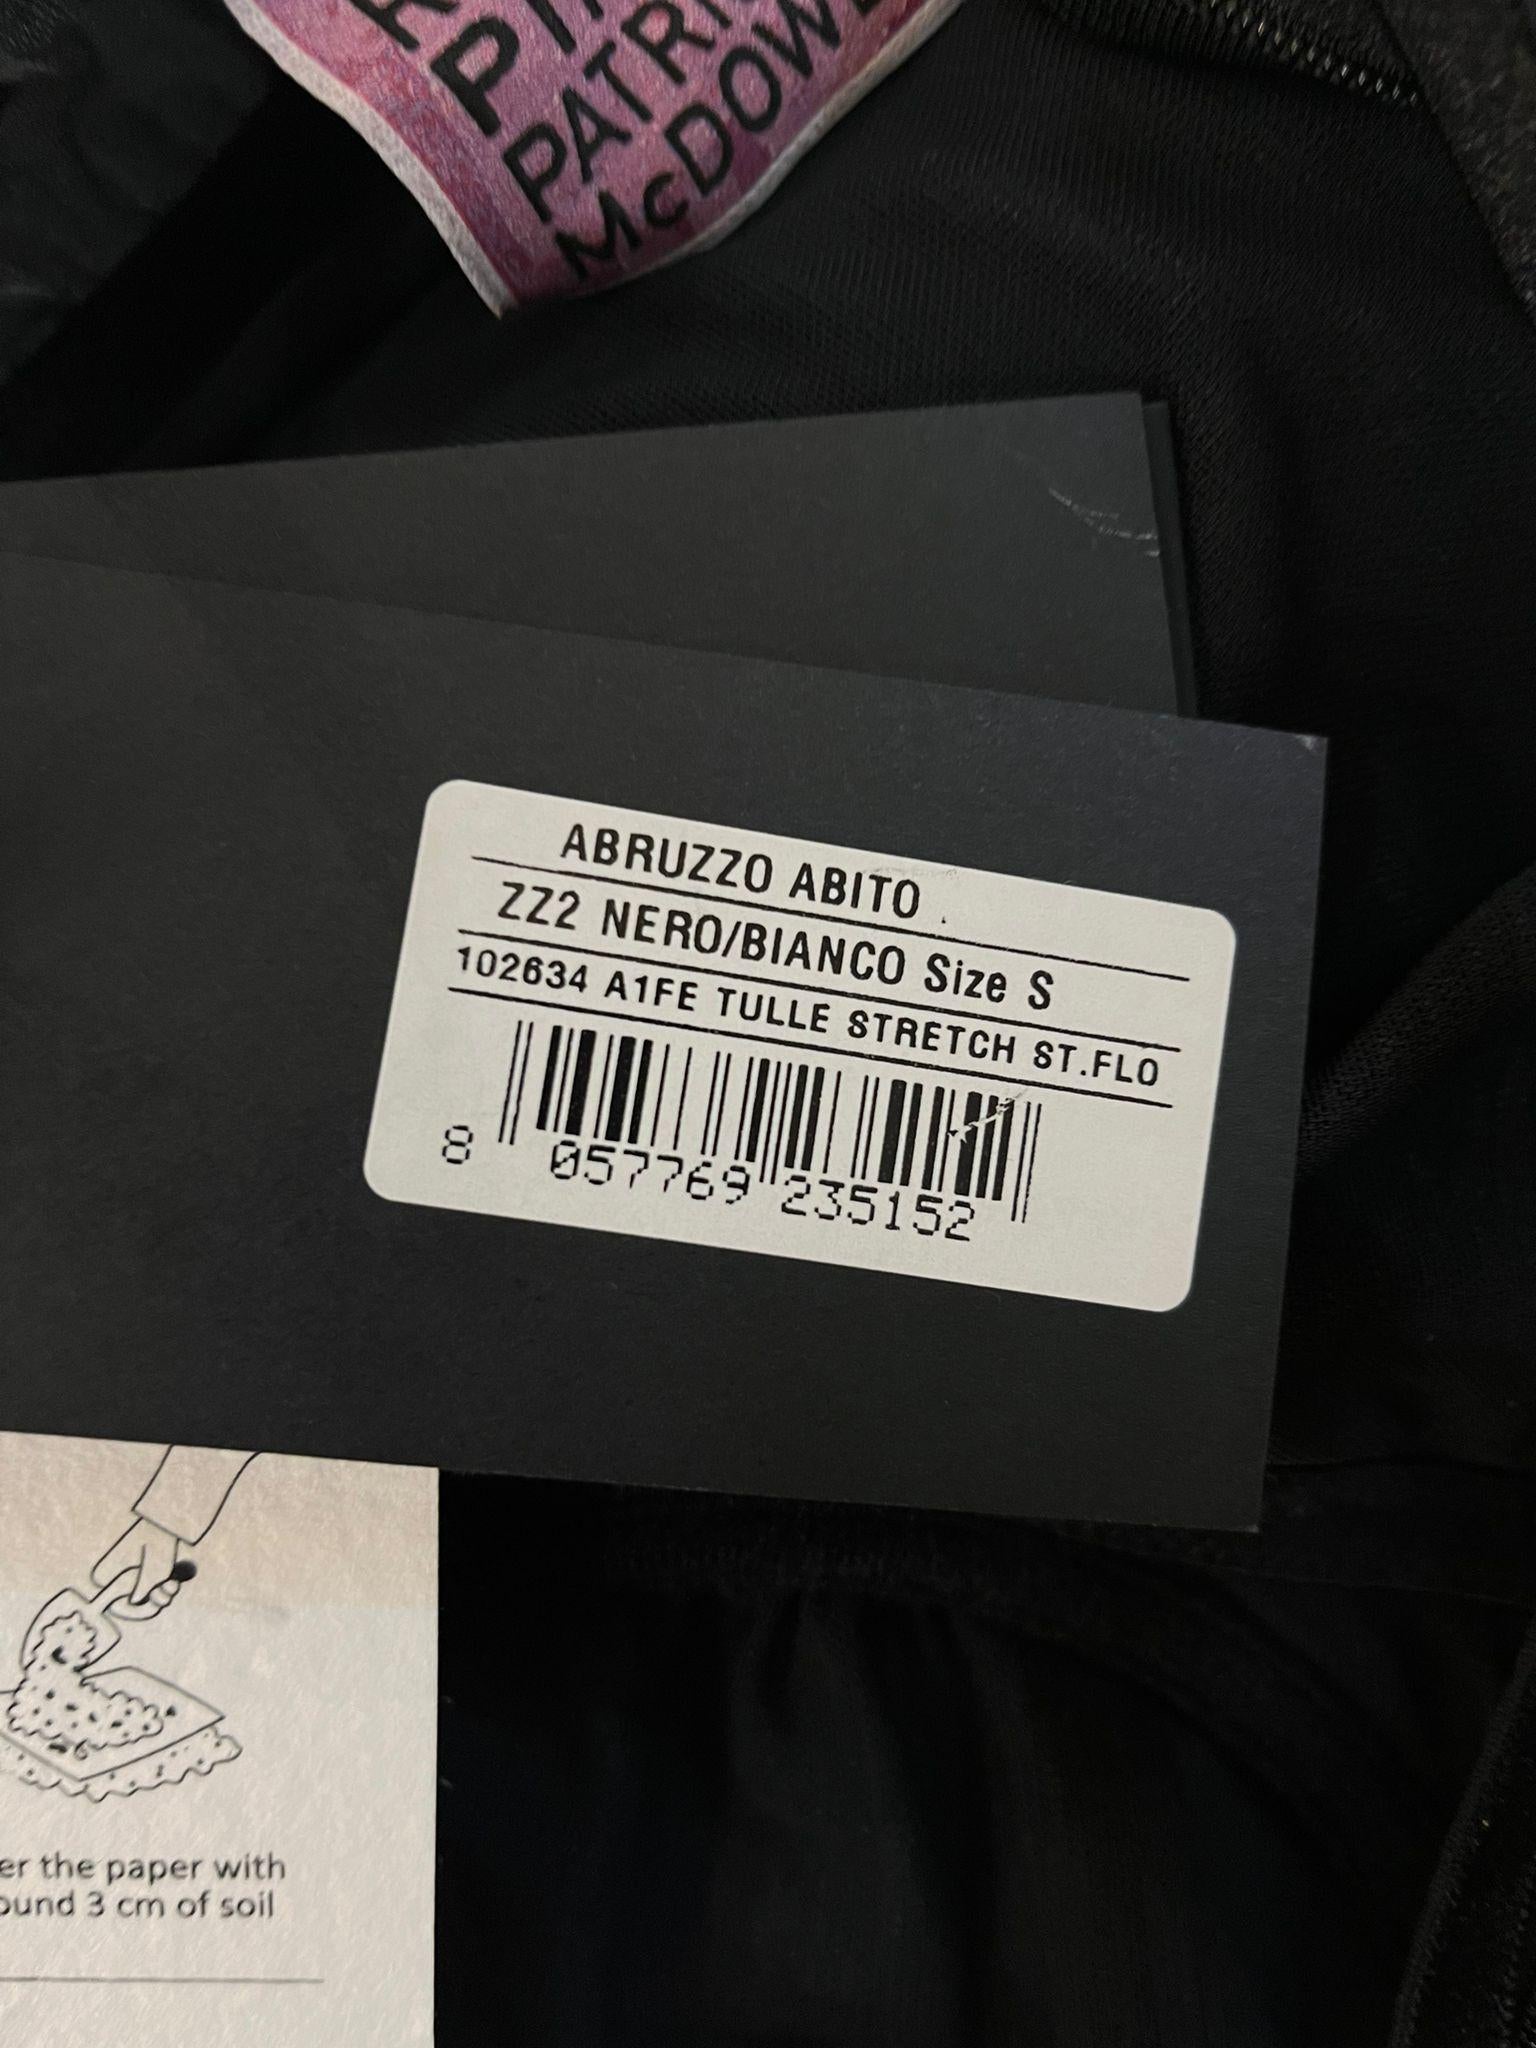 PATRI
McDOW
ABRUZZO ABITO
ZZ2 NERO/BIANCO Size S
102634 A1FE TULLE STRETCH ST.FLO
8 057769 235152
er the paper with
ound 3 cm of soil